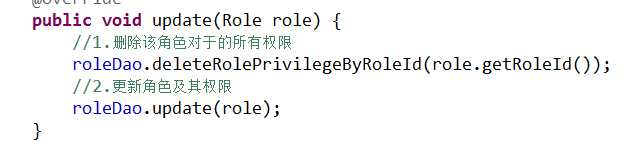 @Override
public void update(Role role) {
//1.删除该角色对于的所有权限
roleDao.deleteRolePrivilegeByRoleId(role.getRoleId());
//2.更新角色及其权限
roleDao.update(role);
}